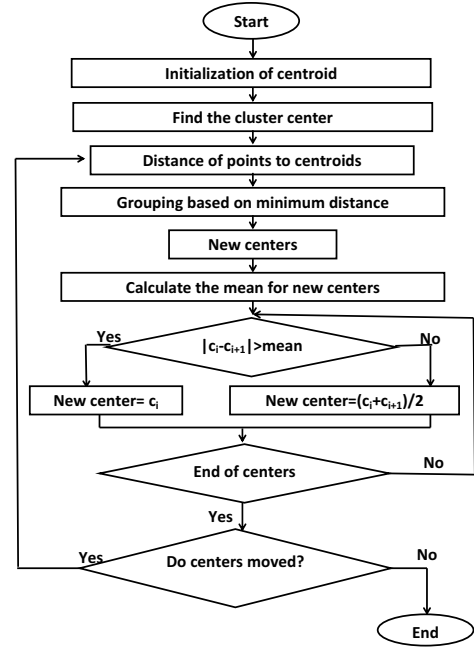 Start
Initialization of centroid
Find the cluster center
Distance of points to centroids
Grouping based on minimum distance
New centers
Calculate the mean for new centers
Yes
|cᵢ-cᵢ₊₁|>mean
No
New center= cᵢ
New center=(cᵢ+cᵢ₊₁)/2
End of centers
No
Yes
Yes
Do centers moved?
No
End